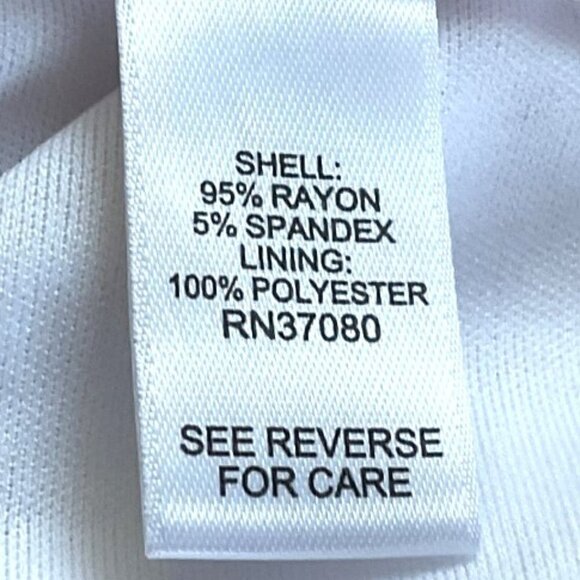 SHELL:
95% RAYON
5% SPANDEX
LINING:
100% POLYESTER
RN37080
SEE REVERSE
FOR CARE